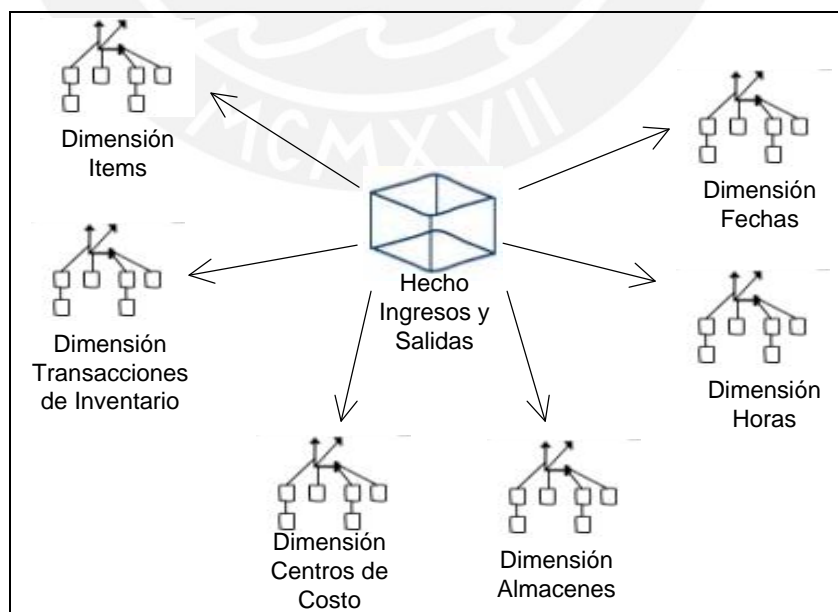 MCMXVII
Dimensión
Items
Dimensión
Fechas
Hecho
Ingresos y
Salidas
Dimensión
Transacciones
de Inventario
Dimensión
Horas
Dimensión
Centros de
Costo
Dimensión
Almacenes